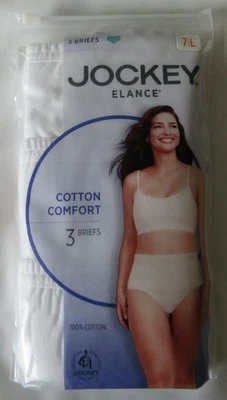 3 BRIEFS
7|L
JOCKEY
ELANCE®
COTTON
COMFORT
3 BRIEFS
100% COTTON
JOCKEY